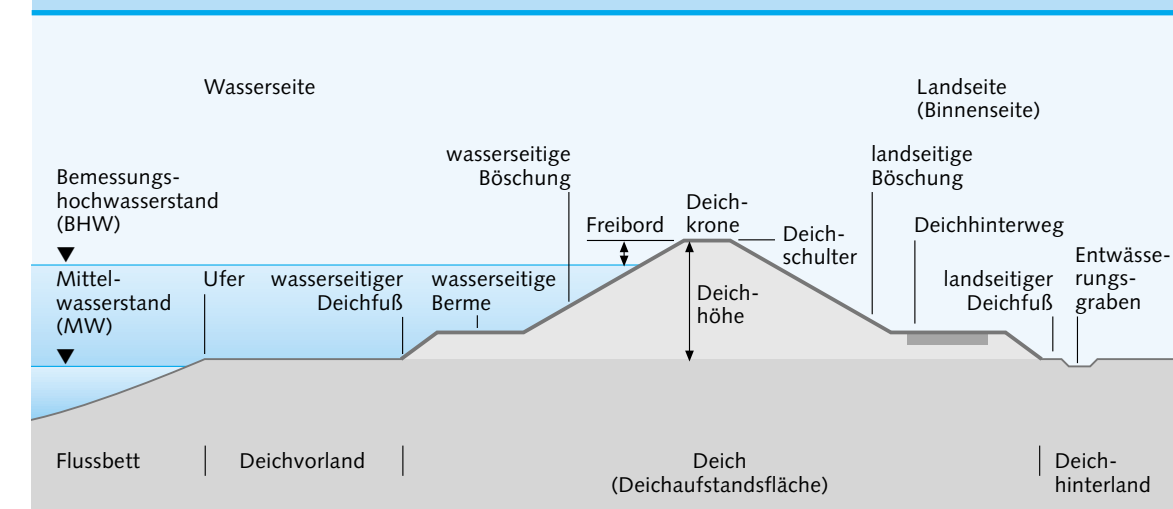 Wasserseite
Landseite
(Binnenseite)
wasserseitige
Böschung
landseitige
Böschung
Bemessungs-
hochwasserstand
(BHW)
Freibord
Deich-
krone
Deich-
schulter
Deichhinterweg
Entwässe-
rungs-
graben
Mittel-
wasserstand
(MW)
Ufer
wasserseitiger
Deichfuß
wasserseitige
Berme
Deich-
höhe
landseitiger
Deichfuß
Flussbett
Deichvorland
Deich
(Deichaufstandsfläche)
Deich-
hinterland